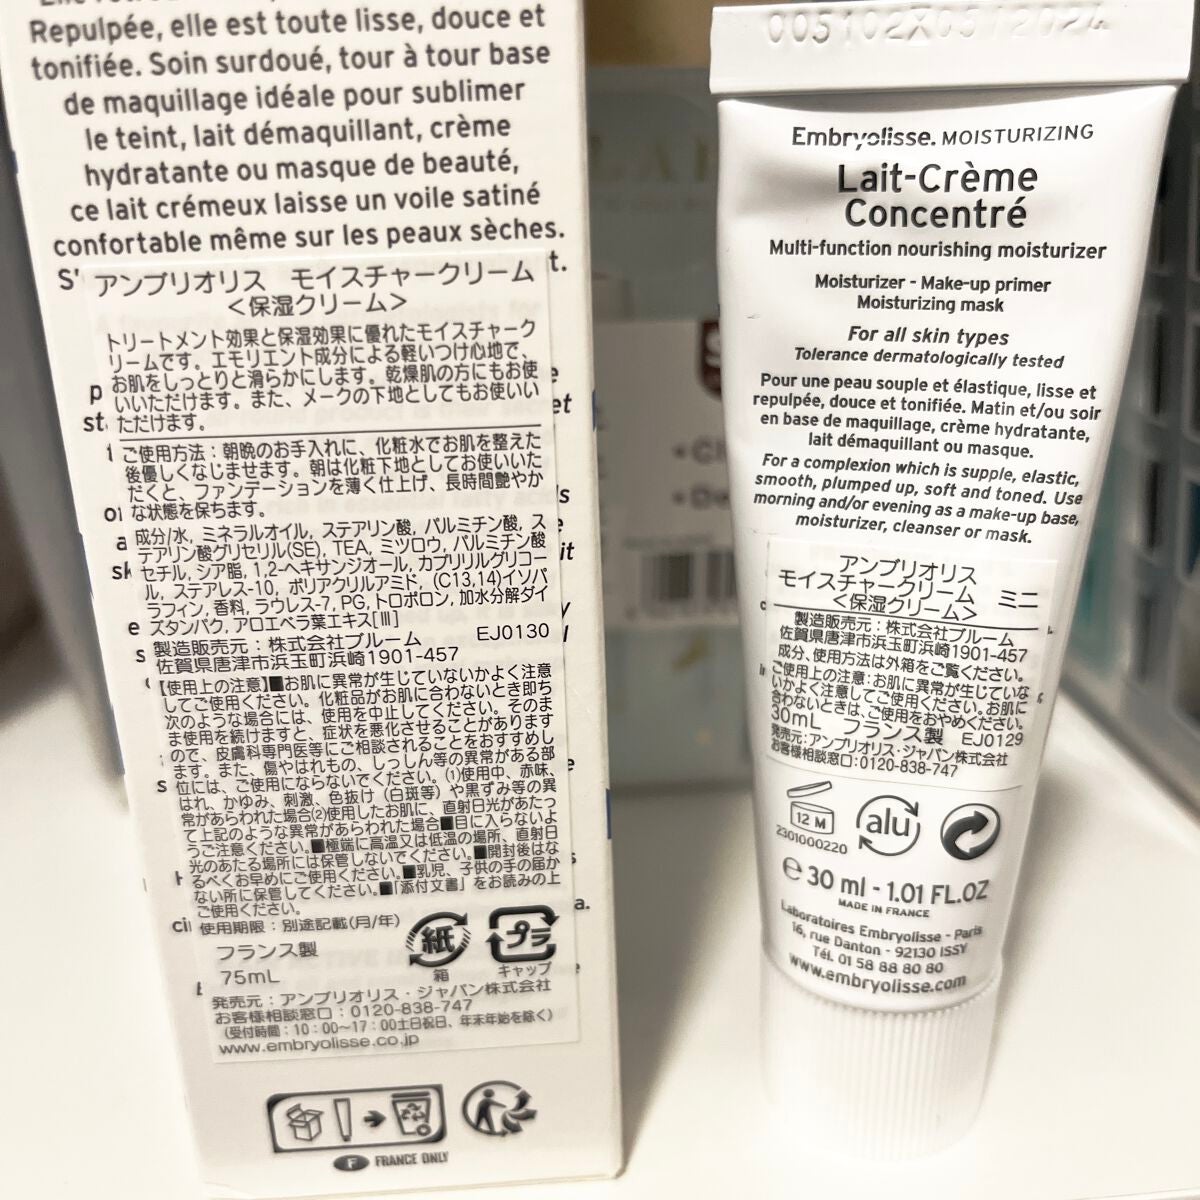 Repulpée, elle est toute lisse, douce et
tonifiée. Soin surdoué, tour à tour base
de maquillage idéale pour sublimer
le teint, lait démaquillant, crème
hydratante ou masque de beauté,
ce lait crémeux laisse un voile satiné
confortable même sur les peaux sèches.
アンブリオリス モイスチャークリーム
＜保湿クリーム＞
トリートメント効果と保湿効果に優れたモイスチャーク
リームです。エモリエント成分による軽いつけ心地で、
お肌をしっとりと滑らかにします。乾燥肌の方にもお使
いいただけます。また、メークの下地としてもお使いい
ただけます。
ご使用方法：朝晩のお手入れに、化粧水でお肌を整えた
後優しくなじませます。朝は化粧下地としてお使いいた
だくと、ファンデーションを薄く仕上げ、長時間艶やか
な状態を保ちます。
成分/水, ミネラルオイル, ステアリン酸, パルミチン酸, ス
テアリン酸グリセリル(SE), TEA, ミツロウ, パルミチン酸
セチル, シア脂, 1,2-ヘキサンジオール, カプリリルグリコー
ル, ステアレス-10, ポリアクリルアミド, (C13,14)イソパ
ラフィン, 香料, ラウレス-7, PG, トロポロン, 加水分解ダイ
ズタンパク, アロエベラ葉エキス[Ⅲ]
製造販売元：株式会社ブルーム EJ0130
佐賀県唐津市浜玉町浜崎1901-457
【使用上の注意】■お肌に異常が生じていないかよく注意
してご使用ください。化粧品がお肌に合わないとき即ち
次のような場合には、使用を中止してください。そのま
ま使用を続けますと、症状を悪化させることがあります
ので、皮膚科専門医等にご相談されることをおすすめし
ます。また、傷やはれもの、しっしん等の異常がある部
位には、ご使用にならないでください。(1)使用中、赤味、
はれ、かゆみ、刺激、色抜け（白斑等）や黒ずみ等の異
常があらわれた場合(2)使用したお肌に、直射日光があたっ
て上記のような異常があらわれた場合■目に入らないよ
うご注意ください。■極端に高温又は低温の場所、直射日
光のあたる場所には保管しないでください。■開封後はな
るべくお早めにご使用ください。■乳児、子供の手の届か
ない所に保管してください。■「添付文書」をお読みの上
ご使用ください。
使用期限：別途記載(月/年)
フランス製
75mL
紙
箱
プラ
キャップ
発売元：アンブリオリス・ジャパン株式会社
お客様相談窓口：0120-838-747
（受付時間：10：00～17：00土日祝日、年末年始を除く）
www.embryolisse.co.jp
F FRANCE ONLY
Embryolisse. MOISTURIZING
Lait-Crème
Concentré
Multi-function nourishing moisturizer
Moisturizer - Make-up primer
Moisturizing mask
For all skin types
Tolerance dermatologically tested
Pour une peau souple et élastique, lisse et
repulpée, douce et tonifiée. Matin et/ou soir
en base de maquillage, crème hydratante,
lait démaquillant ou masque.
For a complexion which is supple, elastic,
smooth, plumped up, soft and toned. Use
morning and/or evening as a make-up base,
moisturizer, cleanser or mask.
アンブリオリス
モイスチャークリーム ミニ
＜保湿クリーム＞
製造販売元：株式会社ブルーム
佐賀県唐津市浜玉町浜崎1901-457
成分、使用方法は外箱をご覧ください。
ご使用上の注意：お肌に異常が生じていな
いかよく注意してご使用ください。お肌に
合わないときは、ご使用をおやめください。
30mL フランス製 EJ0129
発売元：アンブリオリス・ジャパン株式会社
お客様相談窓口：0120-838-747
12 M
2301000220
alu
e 30 ml - 1.01 FL.OZ
MADE IN FRANCE
Laboratoires Embryolisse - Paris
16, rue Danton - 92130 ISSY
Tél. 01 58 88 80 80
www.embryolisse.com